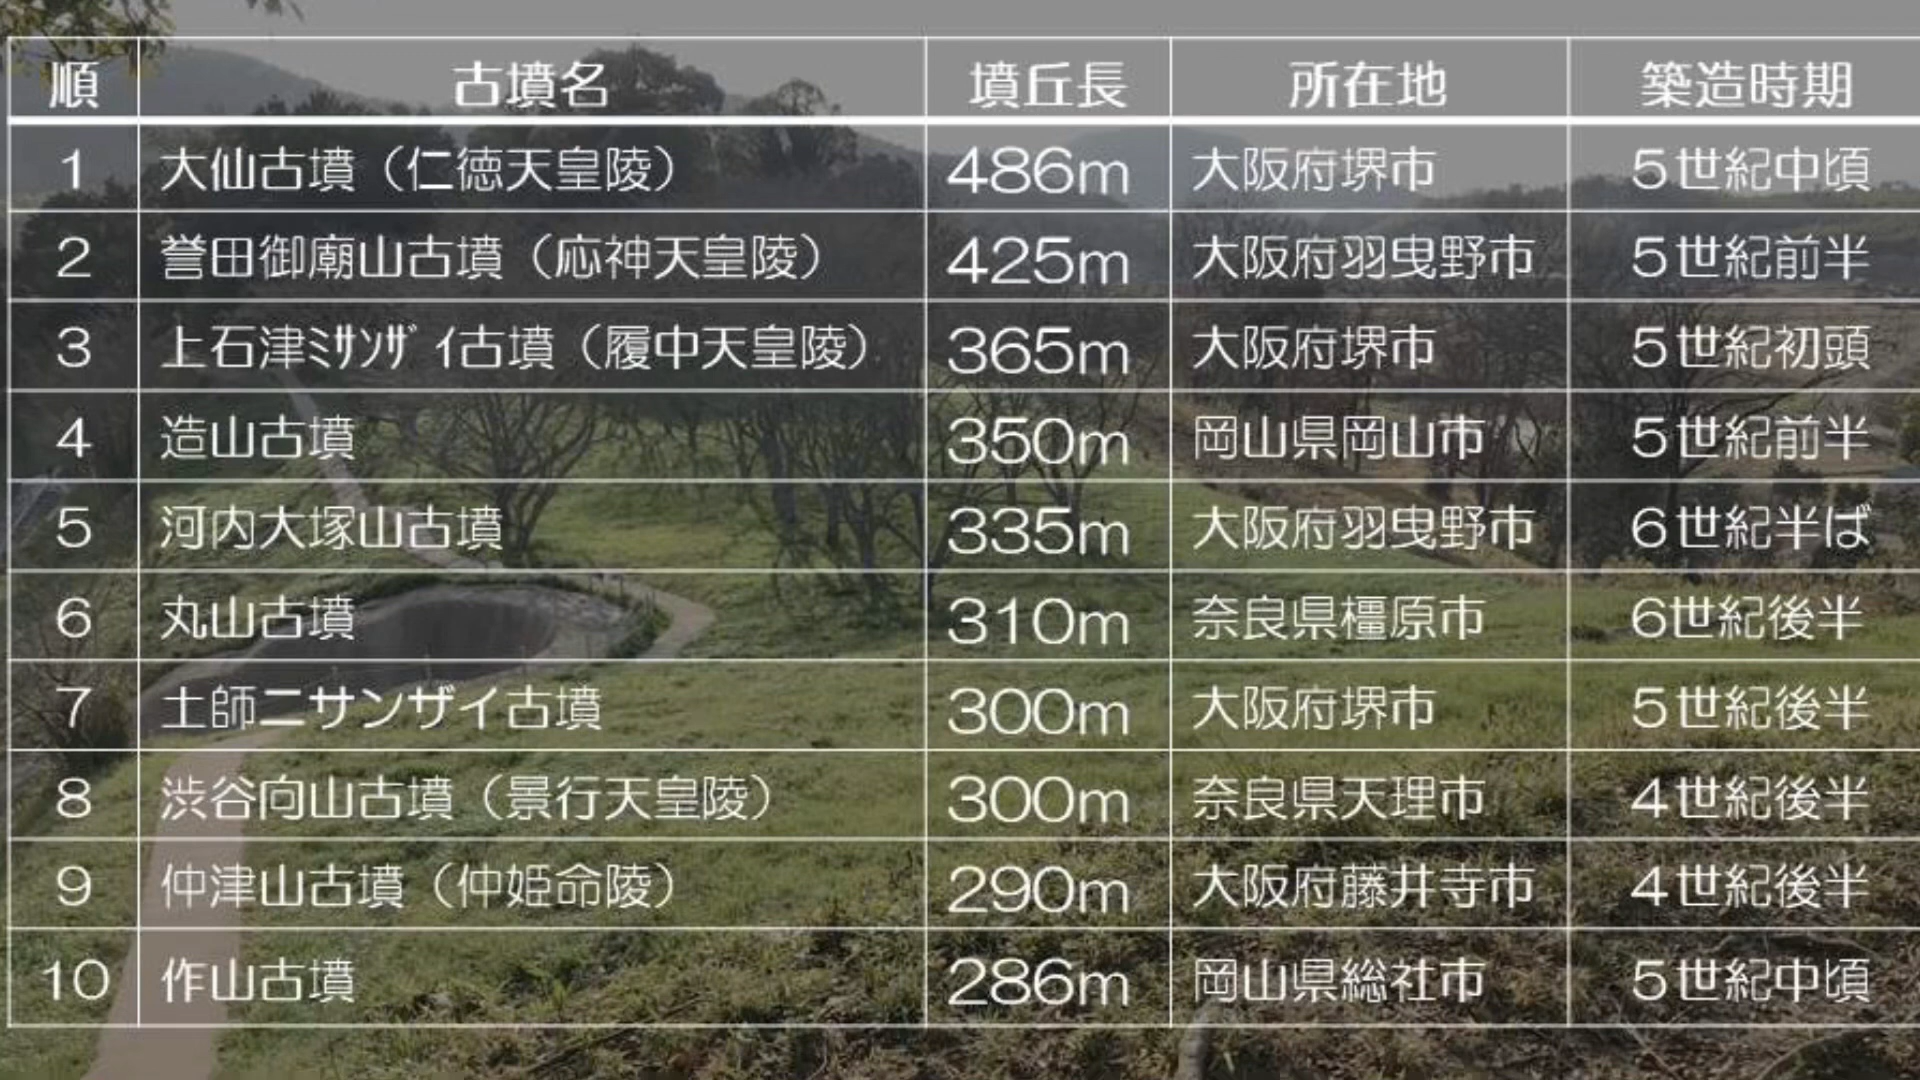 順 古墳名 墳丘長 所在地 築造時期
1 大仙古墳（仁徳天皇陵） 486m 大阪府堺市 5世紀中頃
2 誉田御廟山古墳（応神天皇陵） 425m 大阪府羽曳野市 5世紀前半
3 上石津ﾐｻﾝｻﾞｲ古墳（履中天皇陵） 365m 大阪府堺市 5世紀初頭
4 造山古墳 350m 岡山県岡山市 5世紀前半
5 河内大塚山古墳 335m 大阪府羽曳野市 6世紀半ば
6 丸山古墳 310m 奈良県橿原市 6世紀後半
7 土師ニサンザイ古墳 300m 大阪府堺市 5世紀後半
8 渋谷向山古墳（景行天皇陵） 300m 奈良県天理市 4世紀後半
9 仲津山古墳（仲姫命陵） 290m 大阪府藤井寺市 4世紀後半
10 作山古墳 286m 岡山県総社市 5世紀中頃